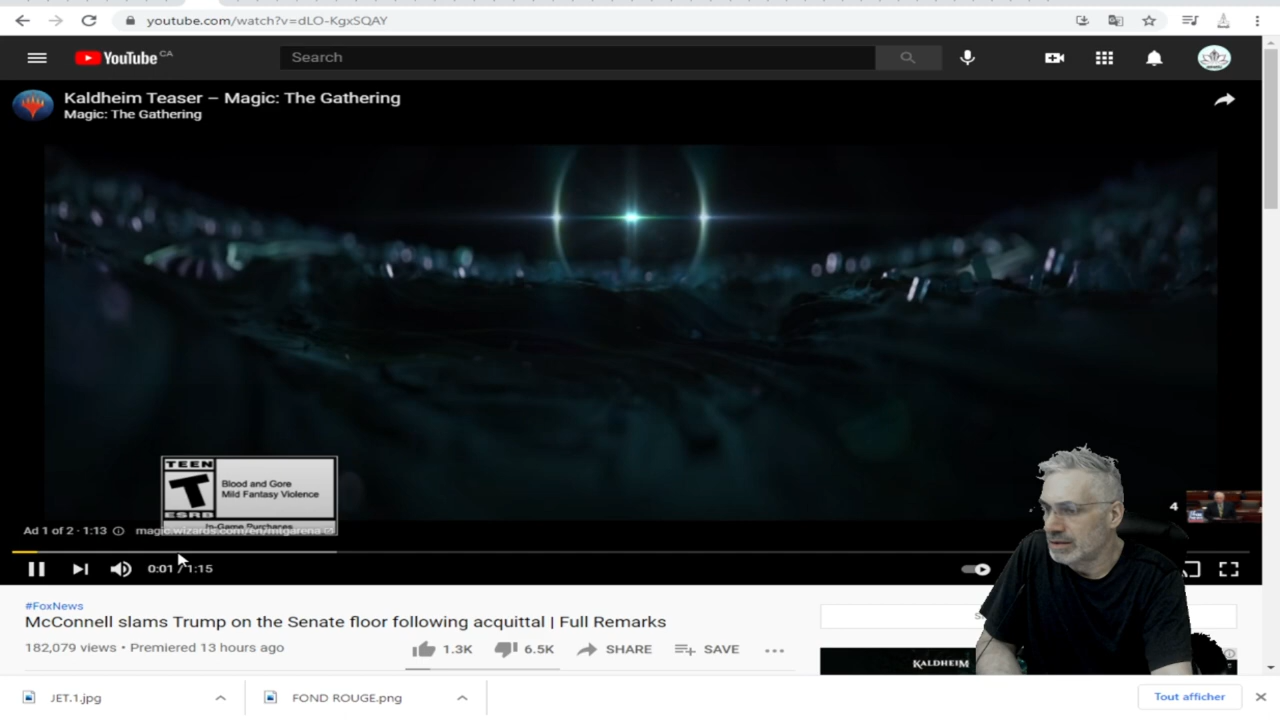 youtube.com/watch?v=dLO-KgxSQAY
YouTube CA
Search
Kaldheim Teaser – Magic: The Gathering
Magic: The Gathering
TEEN
T
ESRB
Blood and Gore
Mild Fantasy Violence
In-Game Purchases
Ad 1 of 2 · 1:13
magic.wizards.com/en/mtgarena
4
0:01 / 1:15
#FoxNews
McConnell slams Trump on the Senate floor following acquittal | Full Remarks
182,079 views • Premiered 13 hours ago
1.3K
6.5K
SHARE
SAVE
KALDHEIM
JET.1.jpg
FOND ROUGE.png
Tout afficher